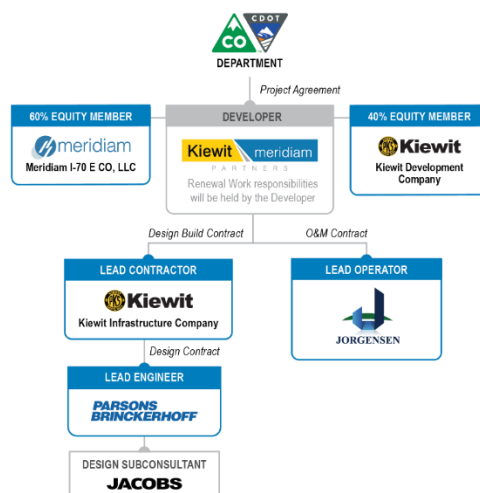 CO
CDOT
DEPARTMENT
Project Agreement
60% EQUITY MEMBER
meridiam
Meridiam I-70 E CO, LLC
DEVELOPER
Kiewit meridiam
PARTNERS
Renewal Work responsibilities
will be held by the Developer
40% EQUITY MEMBER
Kiewit
Kiewit Development
Company
Design Build Contract
O&M Contract
LEAD CONTRACTOR
Kiewit
Kiewit Infrastructure Company
LEAD OPERATOR
JORGENSEN
Design Contract
LEAD ENGINEER
PARSONS
BRINCKERHOFF
DESIGN SUBCONSULTANT
JACOBS